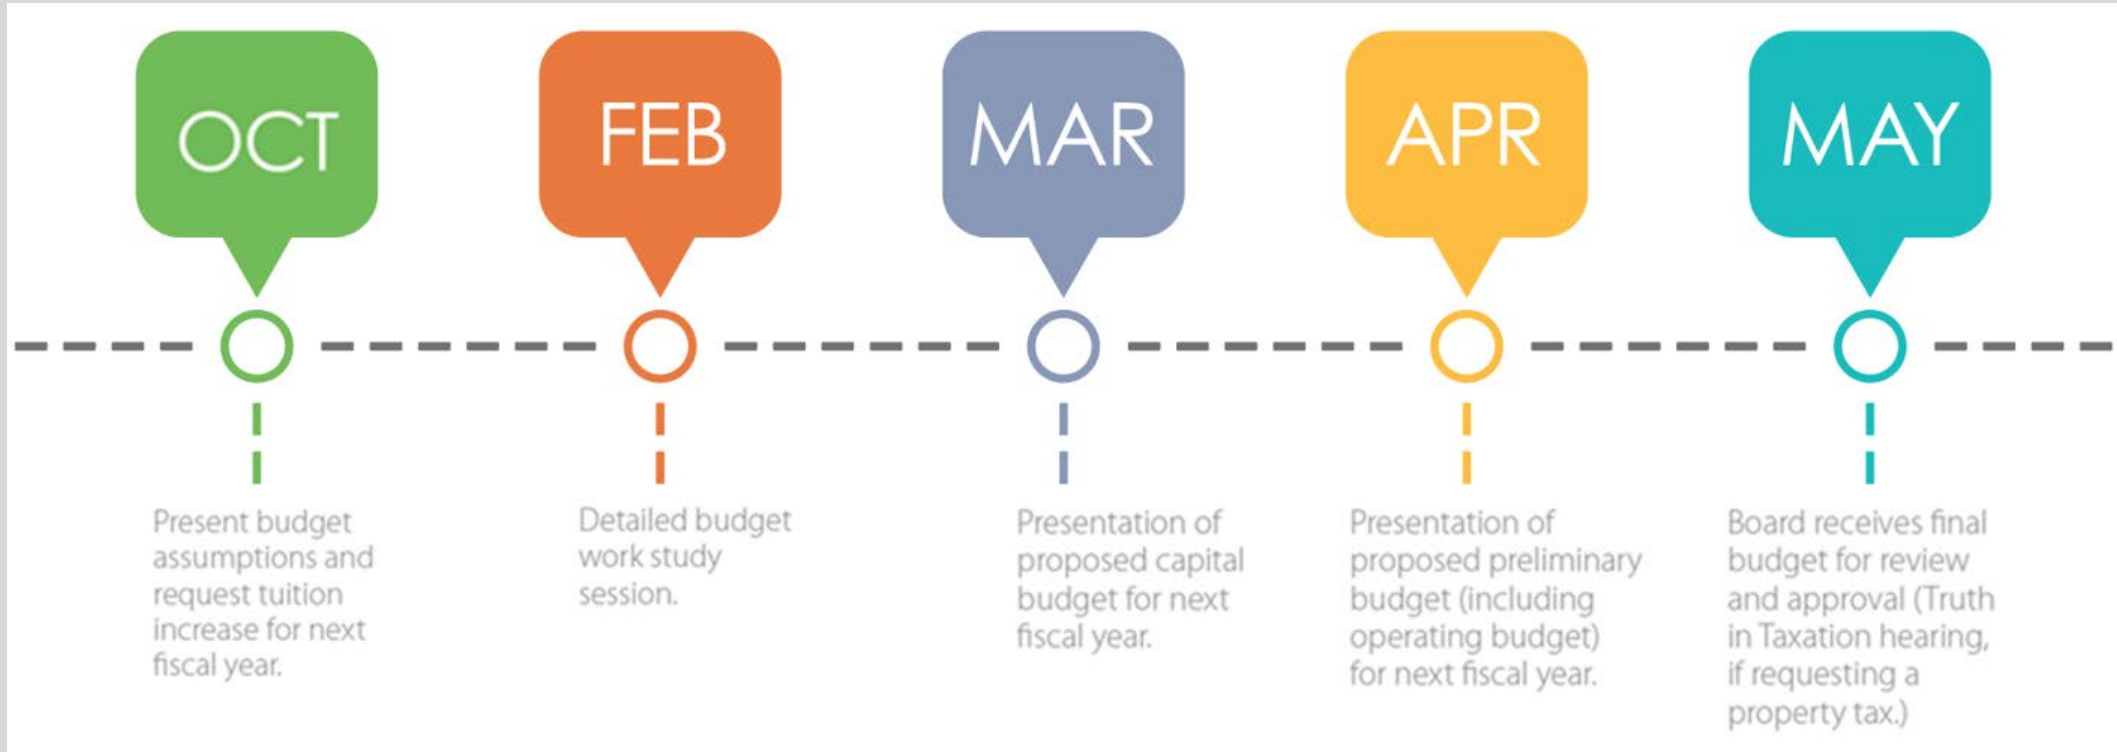 OCT
Present budget
assumptions and
request tuition
increase for next
fiscal year.
FEB
Detailed budget
work study
session.
MAR
Presentation of
proposed capital
budget for next
fiscal year.
APR
Presentation of
proposed preliminary
budget (including
operating budget)
for next fiscal year.
MAY
Board receives final
budget for review
and approval (Truth
in Taxation hearing,
if requesting a
property tax.)